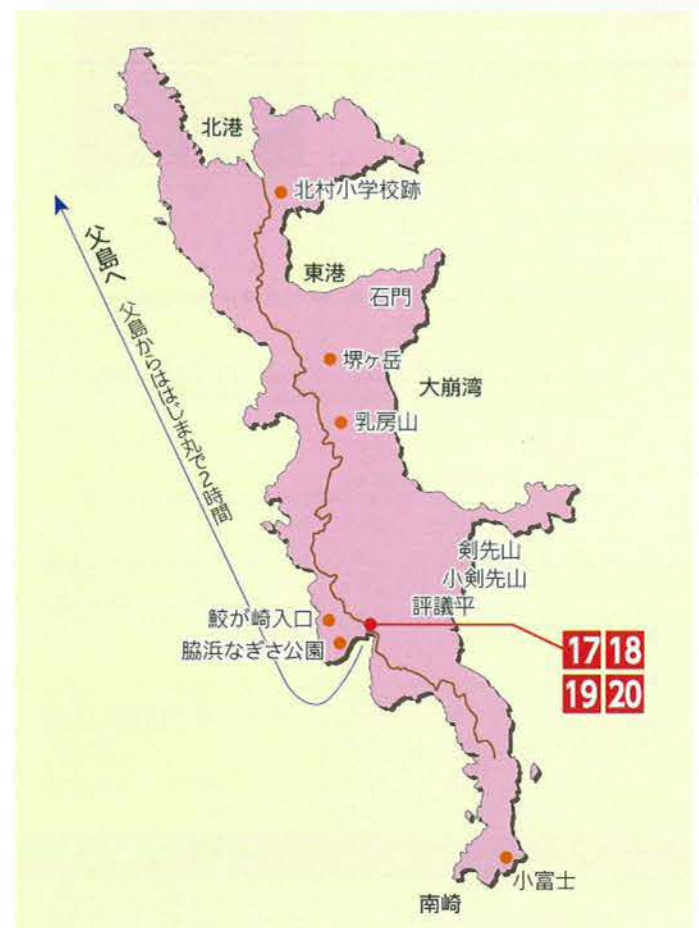 北港
北村小学校跡
東港
石門
父島へ 父島からははじま丸で2時間
堺ヶ岳
大崩湾
乳房山
剣先山
小剣先山
評議平
鮫が崎入口
脇浜なぎさ公園
17 18
19 20
小富士
南崎